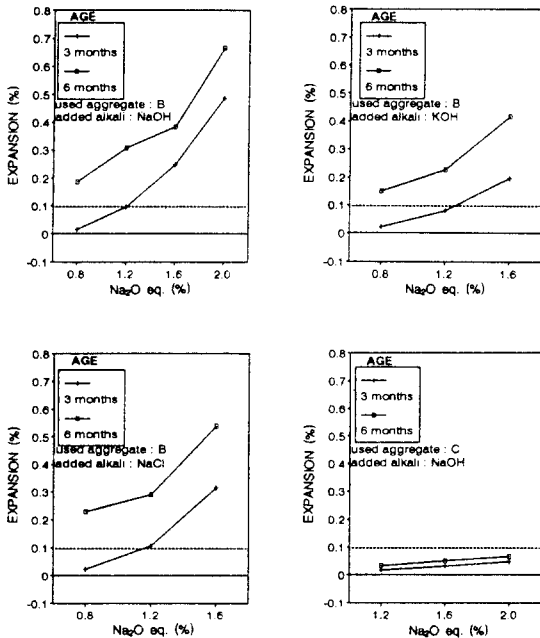 AGE
3 months
6 months
used aggregate : B
added alkali : NaOH
EXPANSION (%)
0.8
0.7
0.6
0.5
0.4
0.3
0.2
0.1
0
-0.1
0.8 1.2 1.6 2.0
Na₂O eq. (%)
AGE
3 months
6 months
used aggregate : B
added alkali : KOH
EXPANSION (%)
0.8
0.7
0.6
0.5
0.4
0.3
0.2
0.1
0
-0.1
0.8 1.2 1.6
Na₂O eq. (%)
AGE
3 months
6 months
used aggregate : B
added alkali : NaCl
EXPANSION (%)
0.8
0.7
0.6
0.5
0.4
0.3
0.2
0.1
0
-0.1
0.8 1.2 1.6
Na₂O eq. (%)
AGE
3 months
6 months
used aggregate : C
added alkali : NaOH
EXPANSION (%)
0.8
0.7
0.6
0.5
0.4
0.3
0.2
0.1
0
-0.1
1.2 1.6 2.0
Na₂O eq. (%)